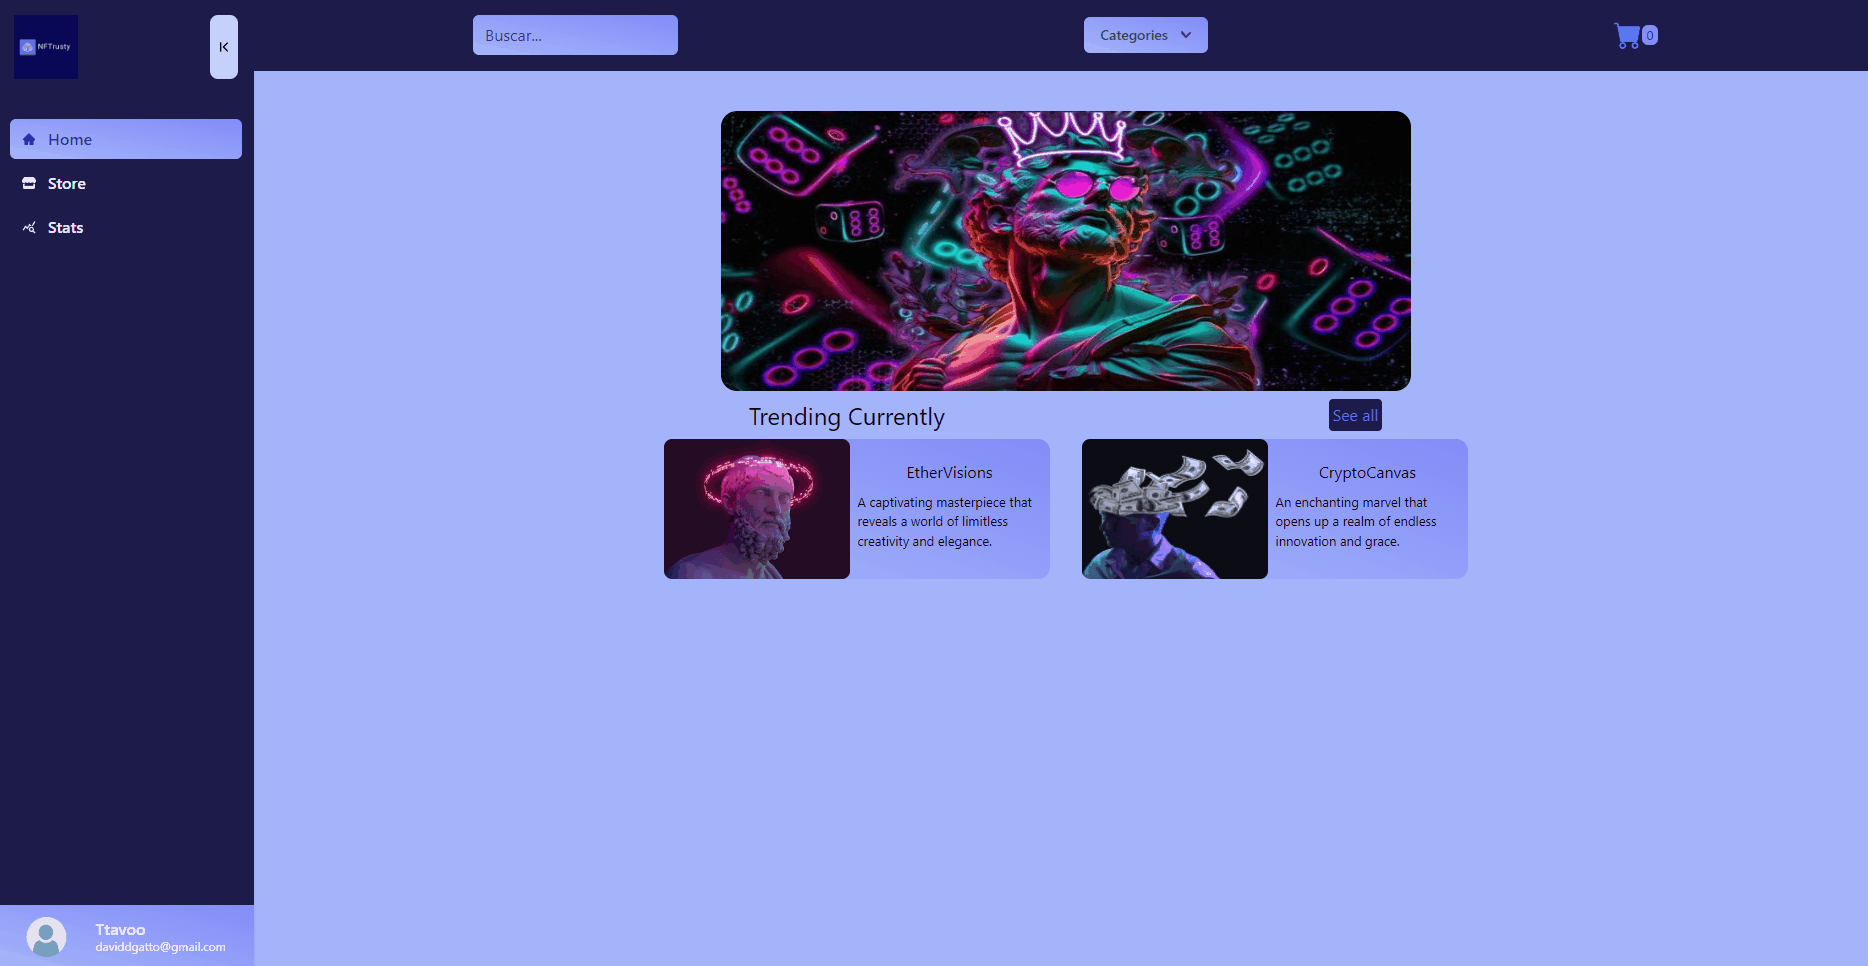 NFTrusty
Buscar...
Categories
0
Home
Store
Stats
Trending Currently
See all
EtherVisions
A captivating masterpiece that
reveals a world of limitless
creativity and elegance.
CryptoCanvas
An enchanting marvel that
opens up a realm of endless
innovation and grace.
Ttavoo
daviddgatto@gmail.com